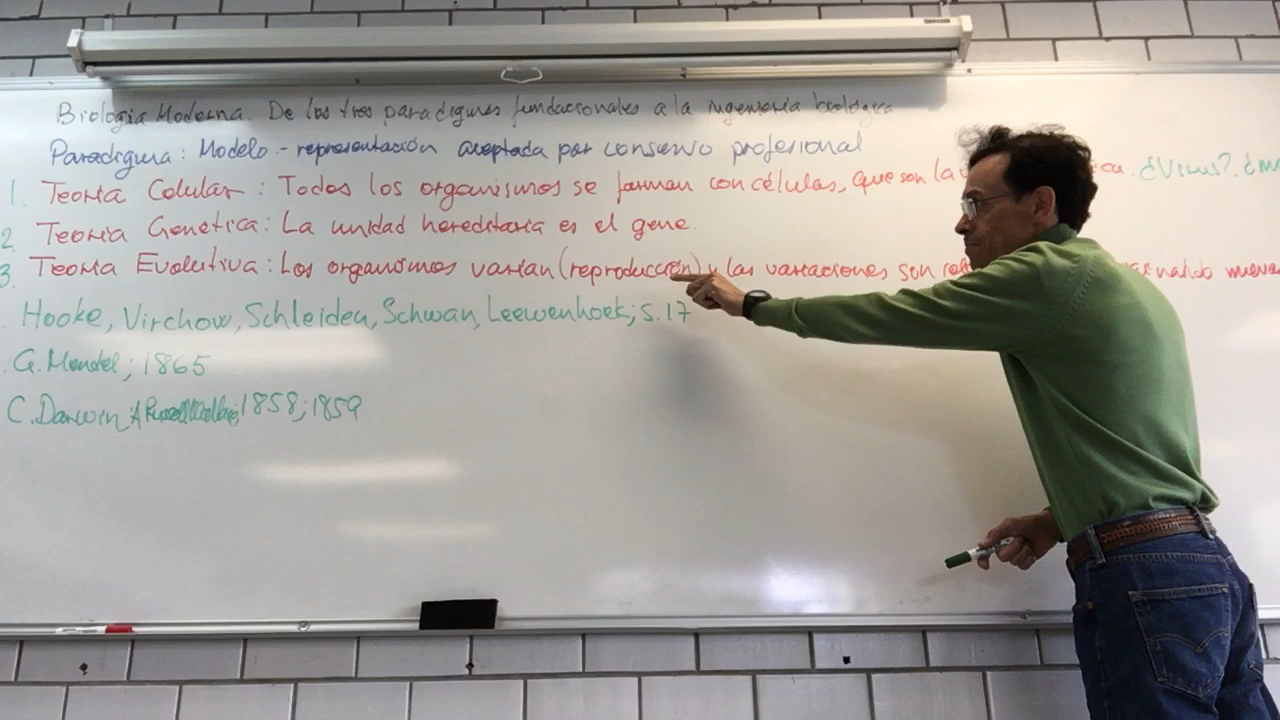 Biología Moderna. De los tres paradigmas fundacionales a la ingeniería biológica
Paradigma: Modelo - representación aceptada por consenso profesional
1. Teoría Celular: Todos los organismos se forman con células, que son la ¿Virus?, ¿
2. Teoría Genética: La unidad hereditaria es el gene.
3. Teoría Evolutiva: Los organismos varían (reproducción) y las variaciones son
Hooke, Virchow, Schleiden, Schwan, Leewenhoek; s. 17
G. Mendel; 1865
C. Darwin; A Russell Wallace; 1858; 1859